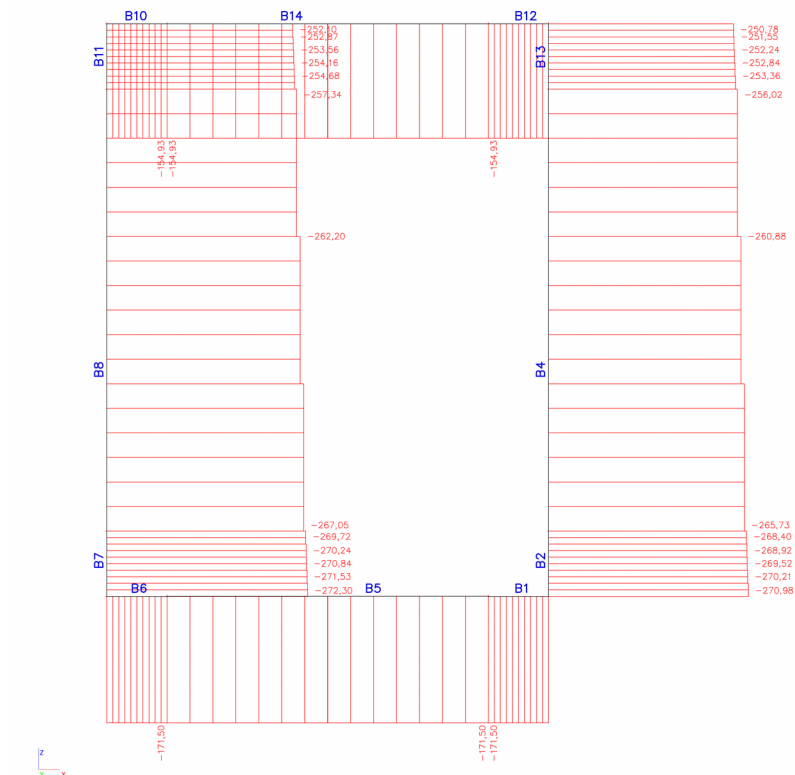 B10
B14
B12
B11
B13
-252,10
-252,87
-253,56
-254,16
-254,68
-257,34
-250,78
-251,55
-252,24
-252,84
-253,36
-256,02
-154,93
-154,93
-154,93
-262,20
-260,88
B8
B4
-267,05
-269,72
-270,24
-270,84
-271,53
-272,30
-265,73
-268,40
-268,92
-269,52
-270,21
-270,98
B7
B2
B6
B5
B1
-171,50
-171,50
-171,50
z
Y
X